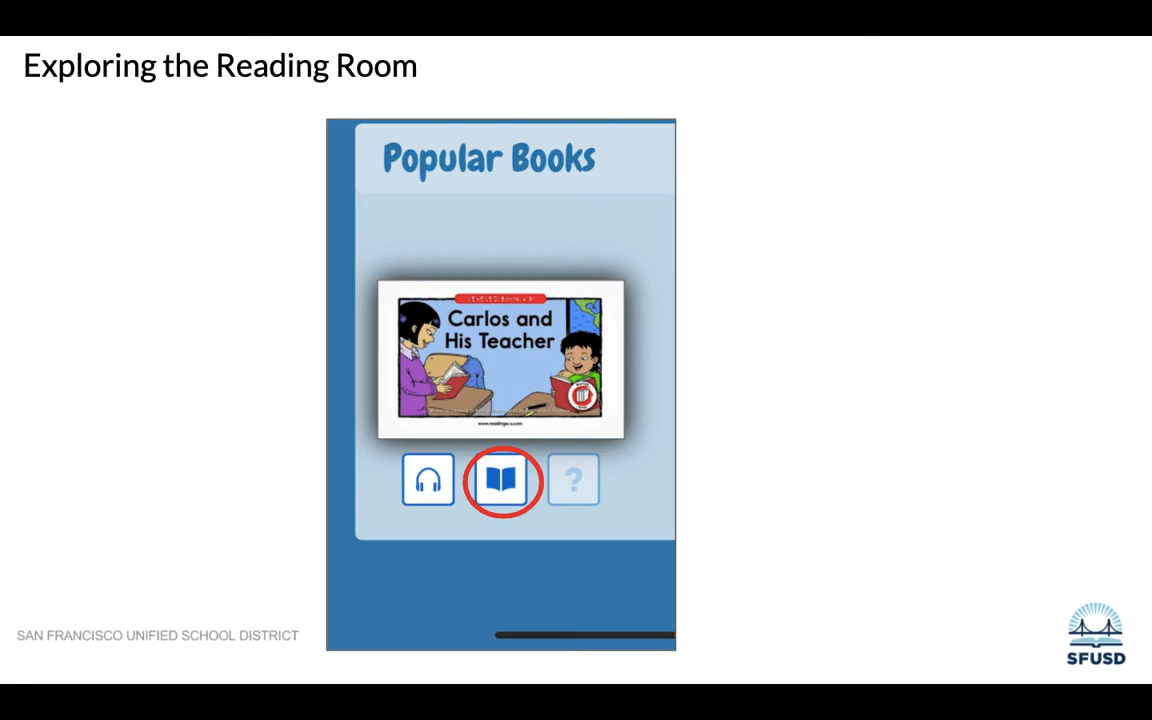 Exploring the Reading Room
Popular Books
LEVELED BOOK • B
Carlos and
His Teacher
www.readinga-z.com
?
SAN FRANCISCO UNIFIED SCHOOL DISTRICT
SFUSD